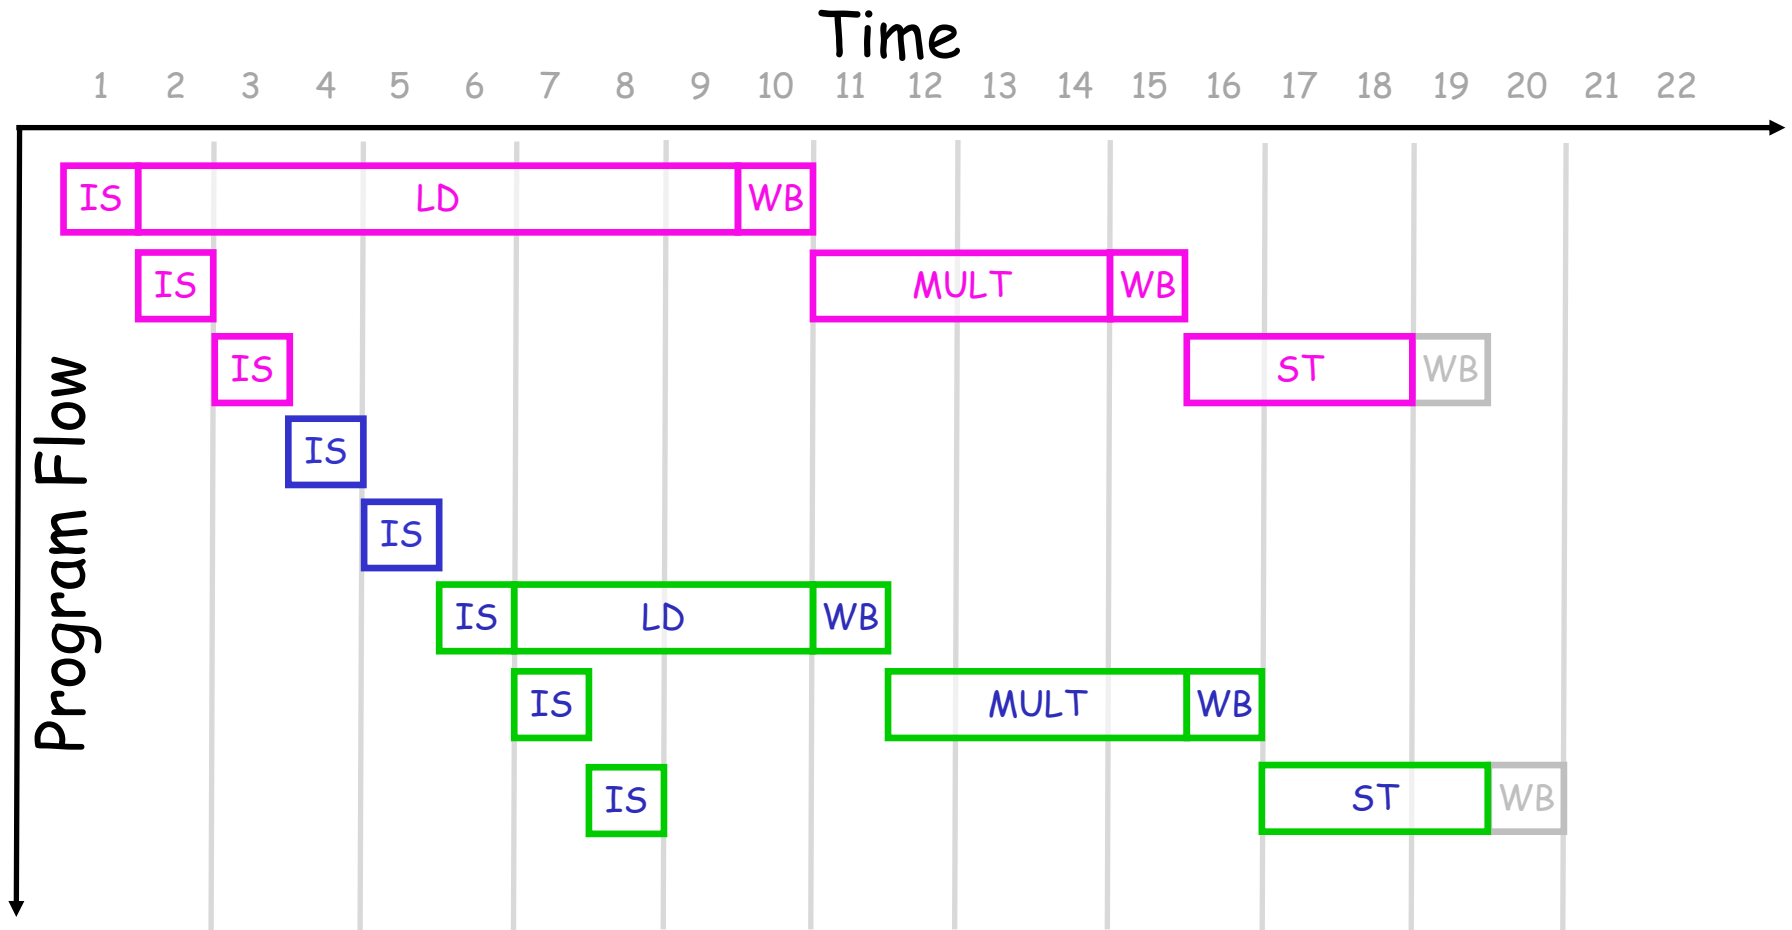 Time
1 2 3 4 5 6 7 8 9 10 11 12 13 14 15 16 17 18 19 20 21 22
IS LD WB
IS MULT WB
IS ST WB
IS
IS
IS LD WB
IS MULT WB
IS ST WB
Program Flow